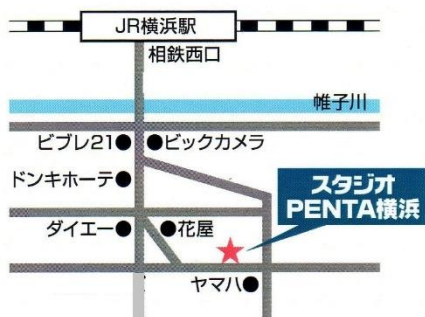 JR横浜駅
相鉄西口
帷子川
ビブレ21
ビックカメラ
ドンキホーテ
スタジオ
PENTA横浜
ダイエー
花屋
ヤマハ